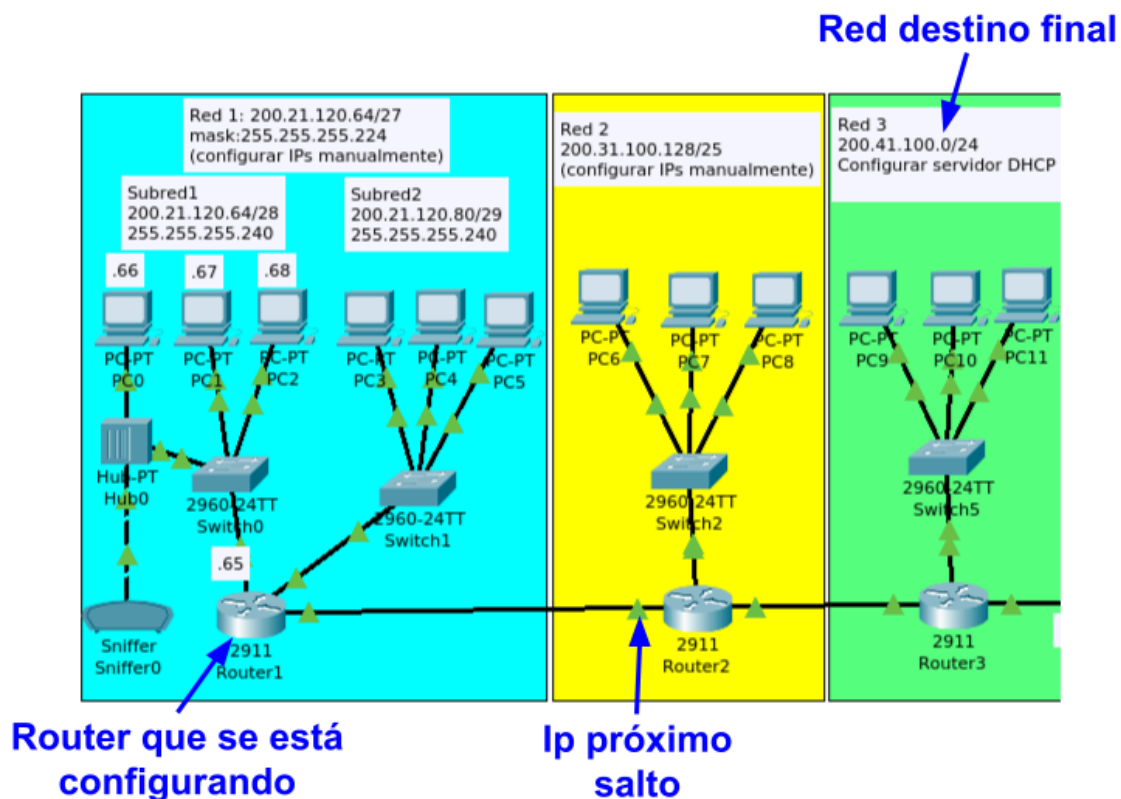 Red destino final
Red 1: 200.21.120.64/27
mask:255.255.255.224
(configurar IPs manualmente)
Subred1
200.21.120.64/28
255.255.255.240
Subred2
200.21.120.80/29
255.255.255.240
Red 2
200.31.100.128/25
(configurar IPs manualmente)
Red 3
200.41.100.0/24
Configurar servidor DHCP
.66
.67
.68
PC-PT
PC0
PC-PT
PC1
PC-PT
PC2
PC-PT
PC3
PC-PT
PC4
PC-PT
PC5
PC-PT
PC6
PC-PT
PC7
PC-PT
PC8
PC-PT
PC9
PC-PT
PC10
PC-PT
PC11
Hub-PT
Hub0
2960-24TT
Switch0
2960-24TT
Switch1
2960-24TT
Switch2
2960-24TT
Switch5
.65
Sniffer
Sniffer0
2911
Router1
2911
Router2
2911
Router3
Router que se está
configurando
Ip próximo
salto